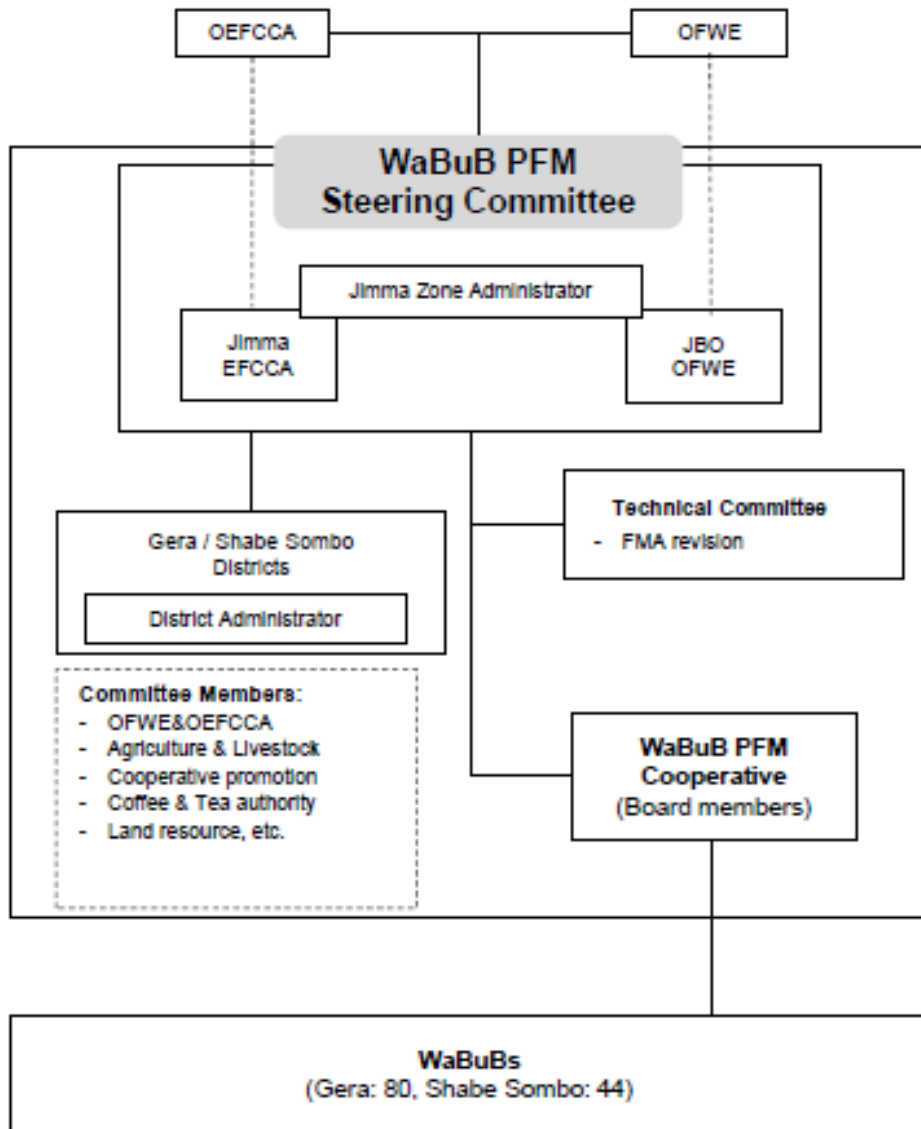 OEFCCA
OFWE
WaBuB PFM
Steering Committee
Jimma Zone Administrator
Jimma
EFCCA
JBO
OFWE
Technical Committee
- FMA revision
Gera / Shabe Sombo
Districts
District Administrator
Committee Members:
- OFWE&OEFCCA
- Agriculture & Livestock
- Cooperative promotion
- Coffee & Tea authority
- Land resource, etc.
WaBuB PFM
Cooperative
(Board members)
WaBuBs
(Gera: 80, Shabe Sombo: 44)